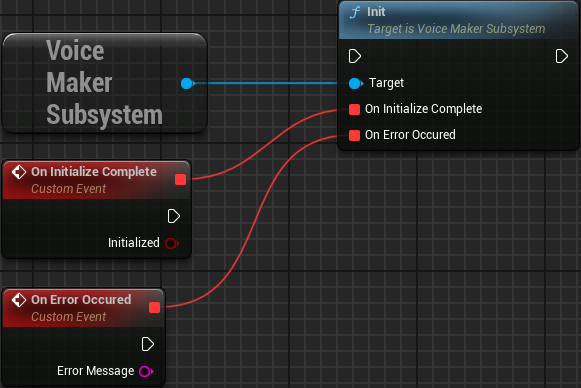 Init
Target is Voice Maker Subsystem
Voice
Maker
Subsystem
Target
On Initialize Complete
On Error Occured
On Initialize Complete
Custom Event
Initialized
On Error Occured
Custom Event
Error Message